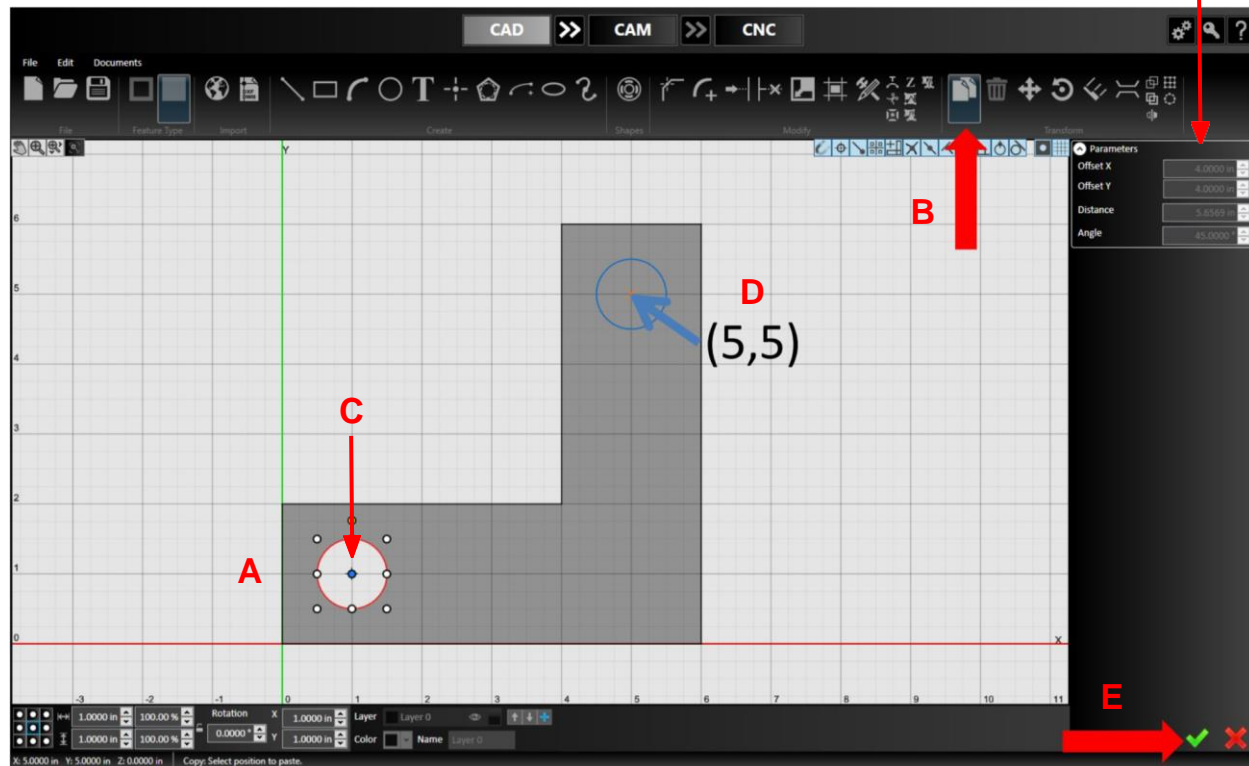 CAD >> CAM >> CNC ?
File Edit Documents
T
File Feature Type Import Create Shapes Modify Transform
Y
Parameters
Offset X 4.0000 in
Offset Y 4.0000 in
Distance 5.6569 in
Angle 45.0000 °
B
6
5
D
(5,5)
4
C
3
2
A
1
0
X
-3 -2 -1 0 1 2 3 4 5 6 7 8 9 10 11
E
1.0000 in 100.00 % Rotation X 1.0000 in Layer Layer 0
1.0000 in 100.00 % 0.0000 ° Y 1.0000 in Color Name Layer 0
X: 5.0000 in Y: 5.0000 in Z: 0.0000 in Copy: Select position to paste.